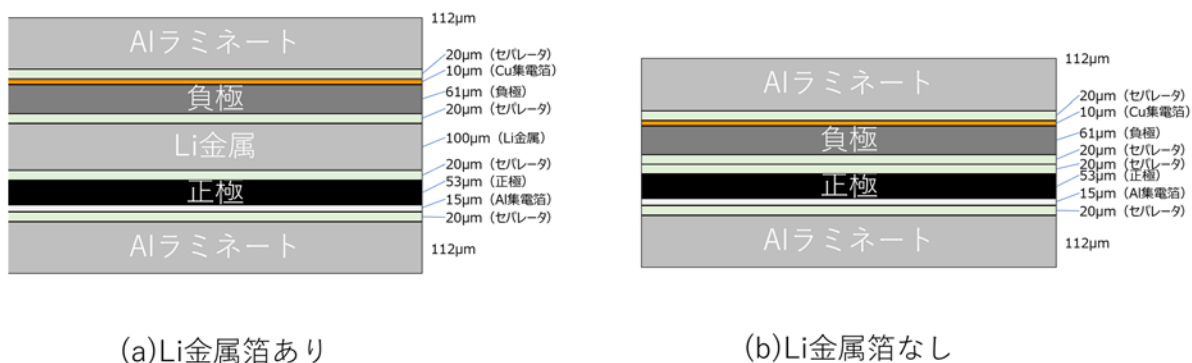 112μm
Alラミネート
20μm（セパレータ）
10μm（Cu集電箔）
負極
61μm（負極）
20μm（セパレータ）
Li金属
100μm（Li金属）
20μm（セパレータ）
正極
53μm（正極）
15μm（Al集電箔）
20μm（セパレータ）
Alラミネート
112μm
(a)Li金属箔あり
112μm
Alラミネート
20μm（セパレータ）
10μm（Cu集電箔）
負極
61μm（負極）
20μm（セパレータ）
20μm（セパレータ）
正極
53μm（正極）
15μm（Al集電箔）
20μm（セパレータ）
Alラミネート
112μm
(b)Li金属箔なし